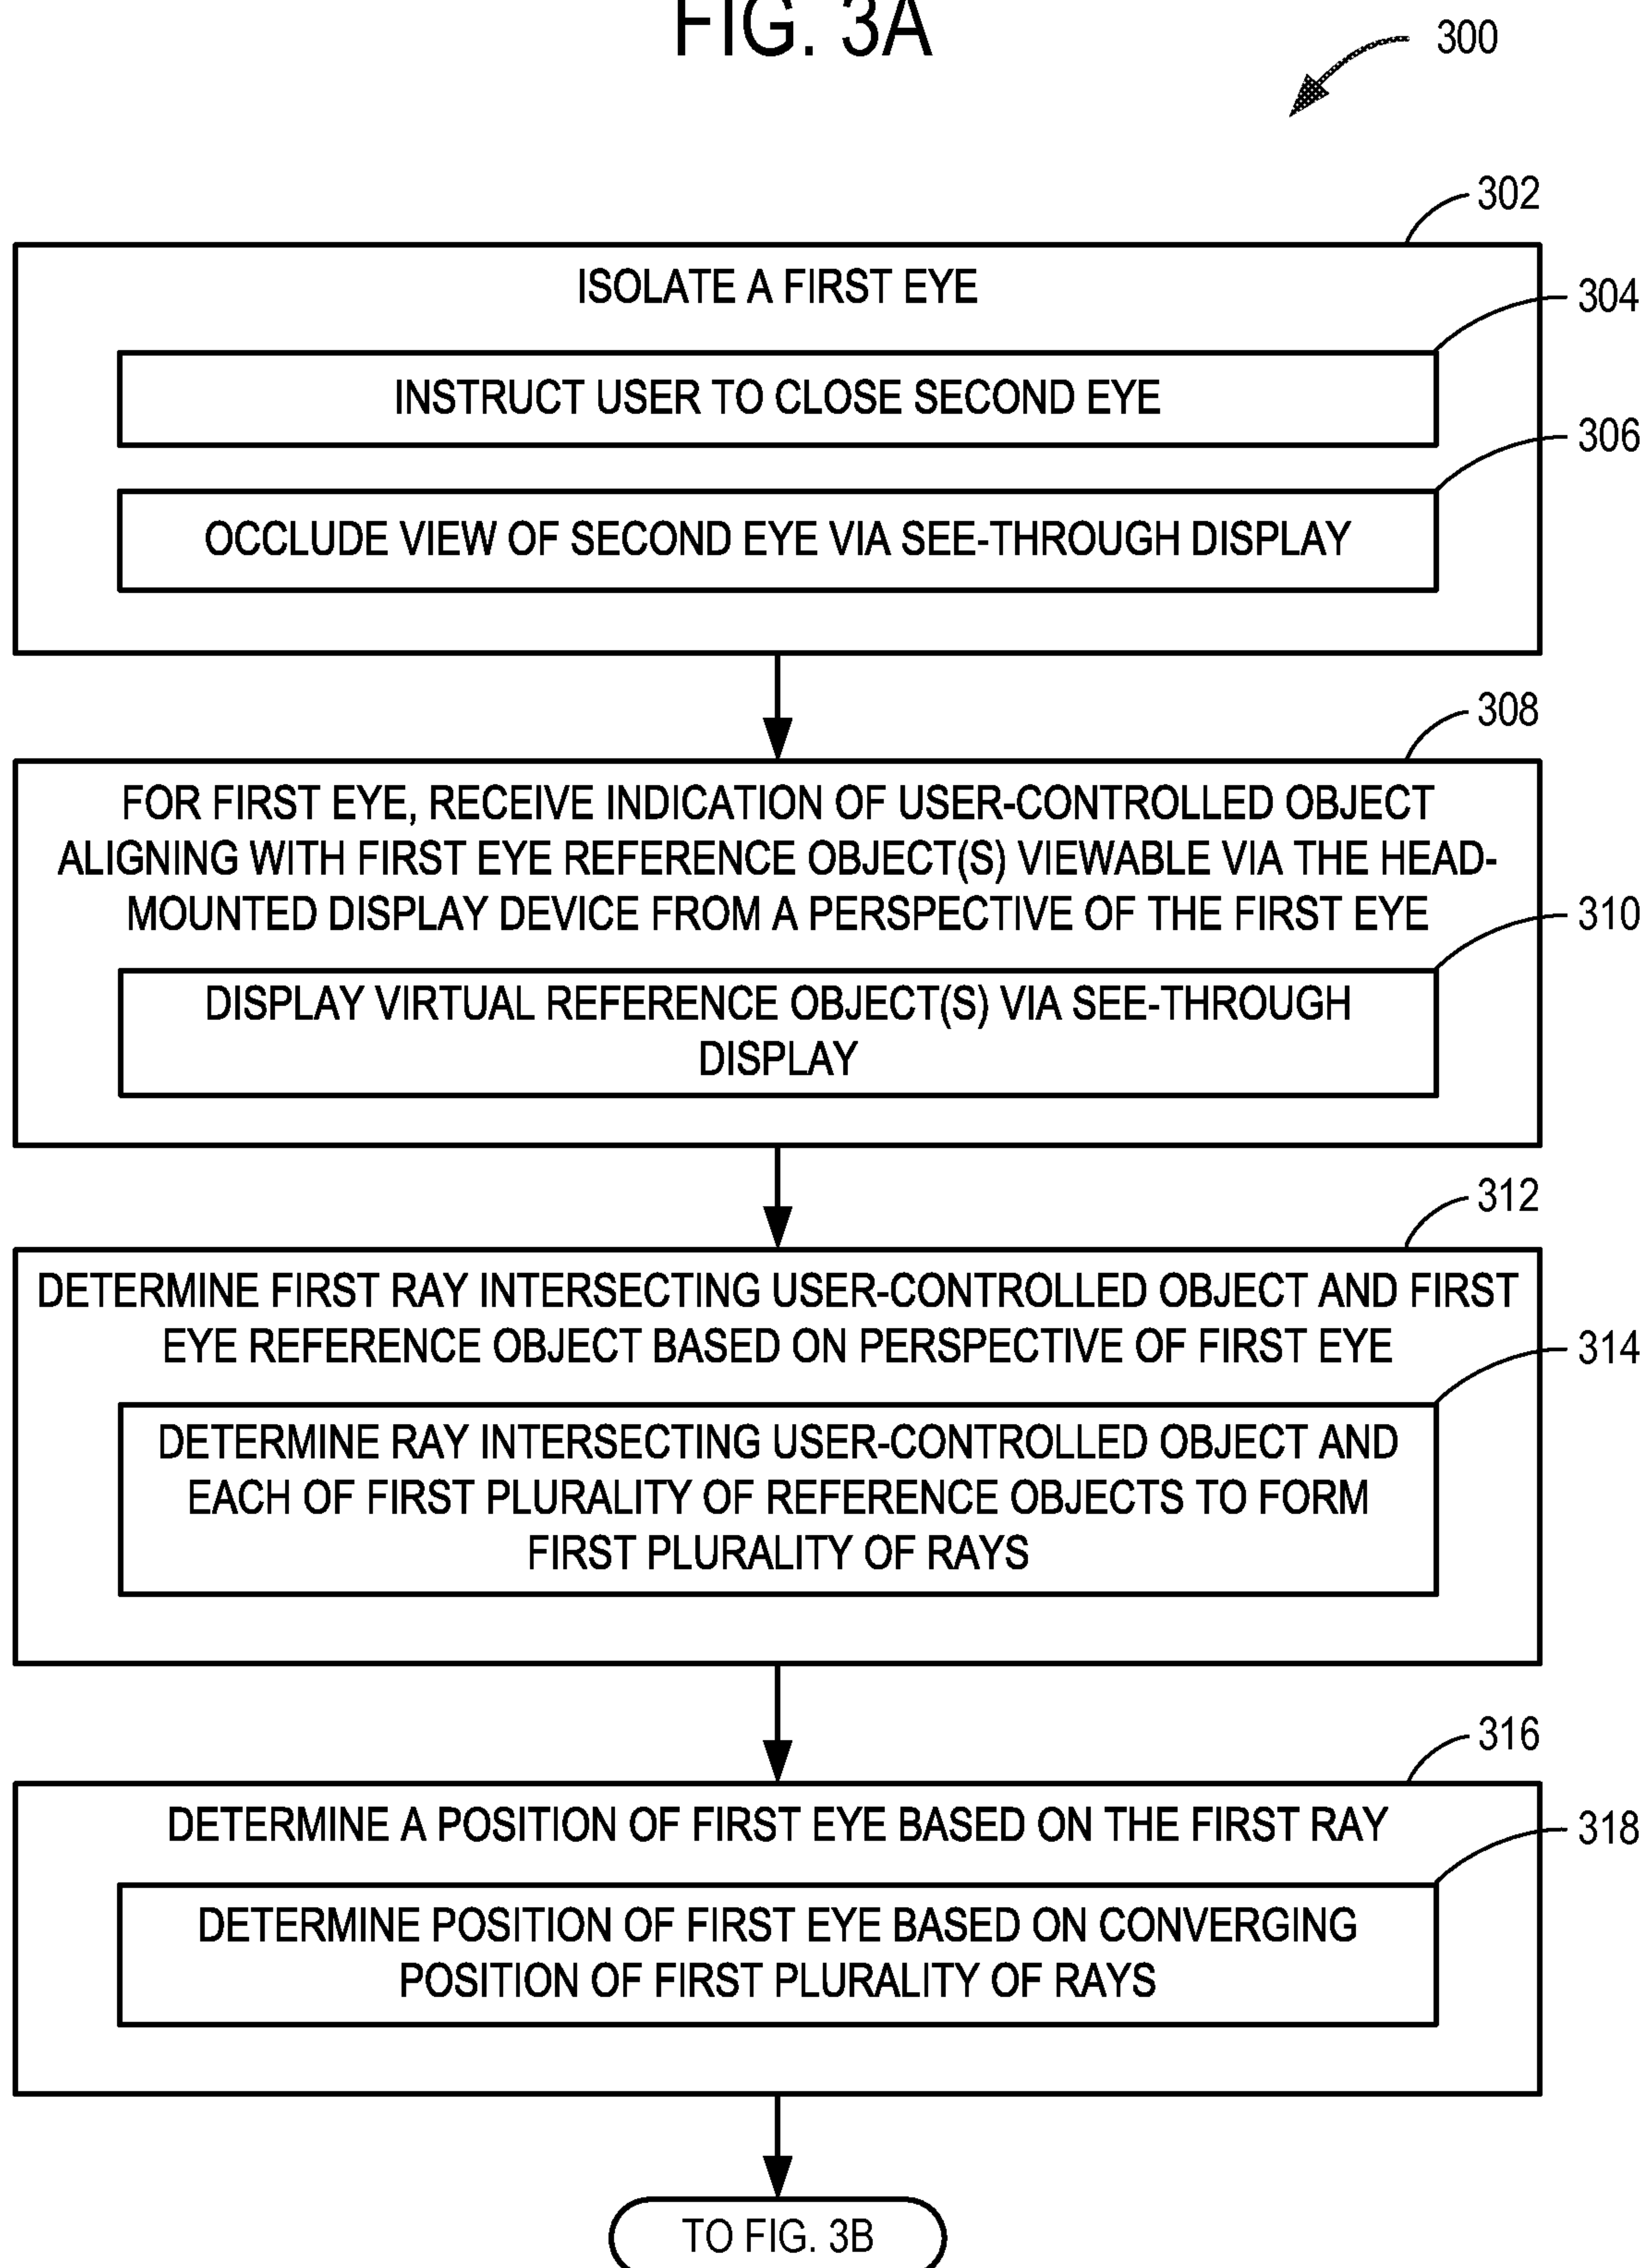 FIG. 3A
300
302
ISOLATE A FIRST EYE
304
INSTRUCT USER TO CLOSE SECOND EYE
306
OCCLUDE VIEW OF SECOND EYE VIA SEE-THROUGH DISPLAY
308
FOR FIRST EYE, RECEIVE INDICATION OF USER-CONTROLLED OBJECT
ALIGNING WITH FIRST EYE REFERENCE OBJECT(S) VIEWABLE VIA THE HEAD-
MOUNTED DISPLAY DEVICE FROM A PERSPECTIVE OF THE FIRST EYE
310
DISPLAY VIRTUAL REFERENCE OBJECT(S) VIA SEE-THROUGH
DISPLAY
312
DETERMINE FIRST RAY INTERSECTING USER-CONTROLLED OBJECT AND FIRST
EYE REFERENCE OBJECT BASED ON PERSPECTIVE OF FIRST EYE
314
DETERMINE RAY INTERSECTING USER-CONTROLLED OBJECT AND
EACH OF FIRST PLURALITY OF REFERENCE OBJECTS TO FORM
FIRST PLURALITY OF RAYS
316
DETERMINE A POSITION OF FIRST EYE BASED ON THE FIRST RAY
318
DETERMINE POSITION OF FIRST EYE BASED ON CONVERGING
POSITION OF FIRST PLURALITY OF RAYS
TO FIG. 3B